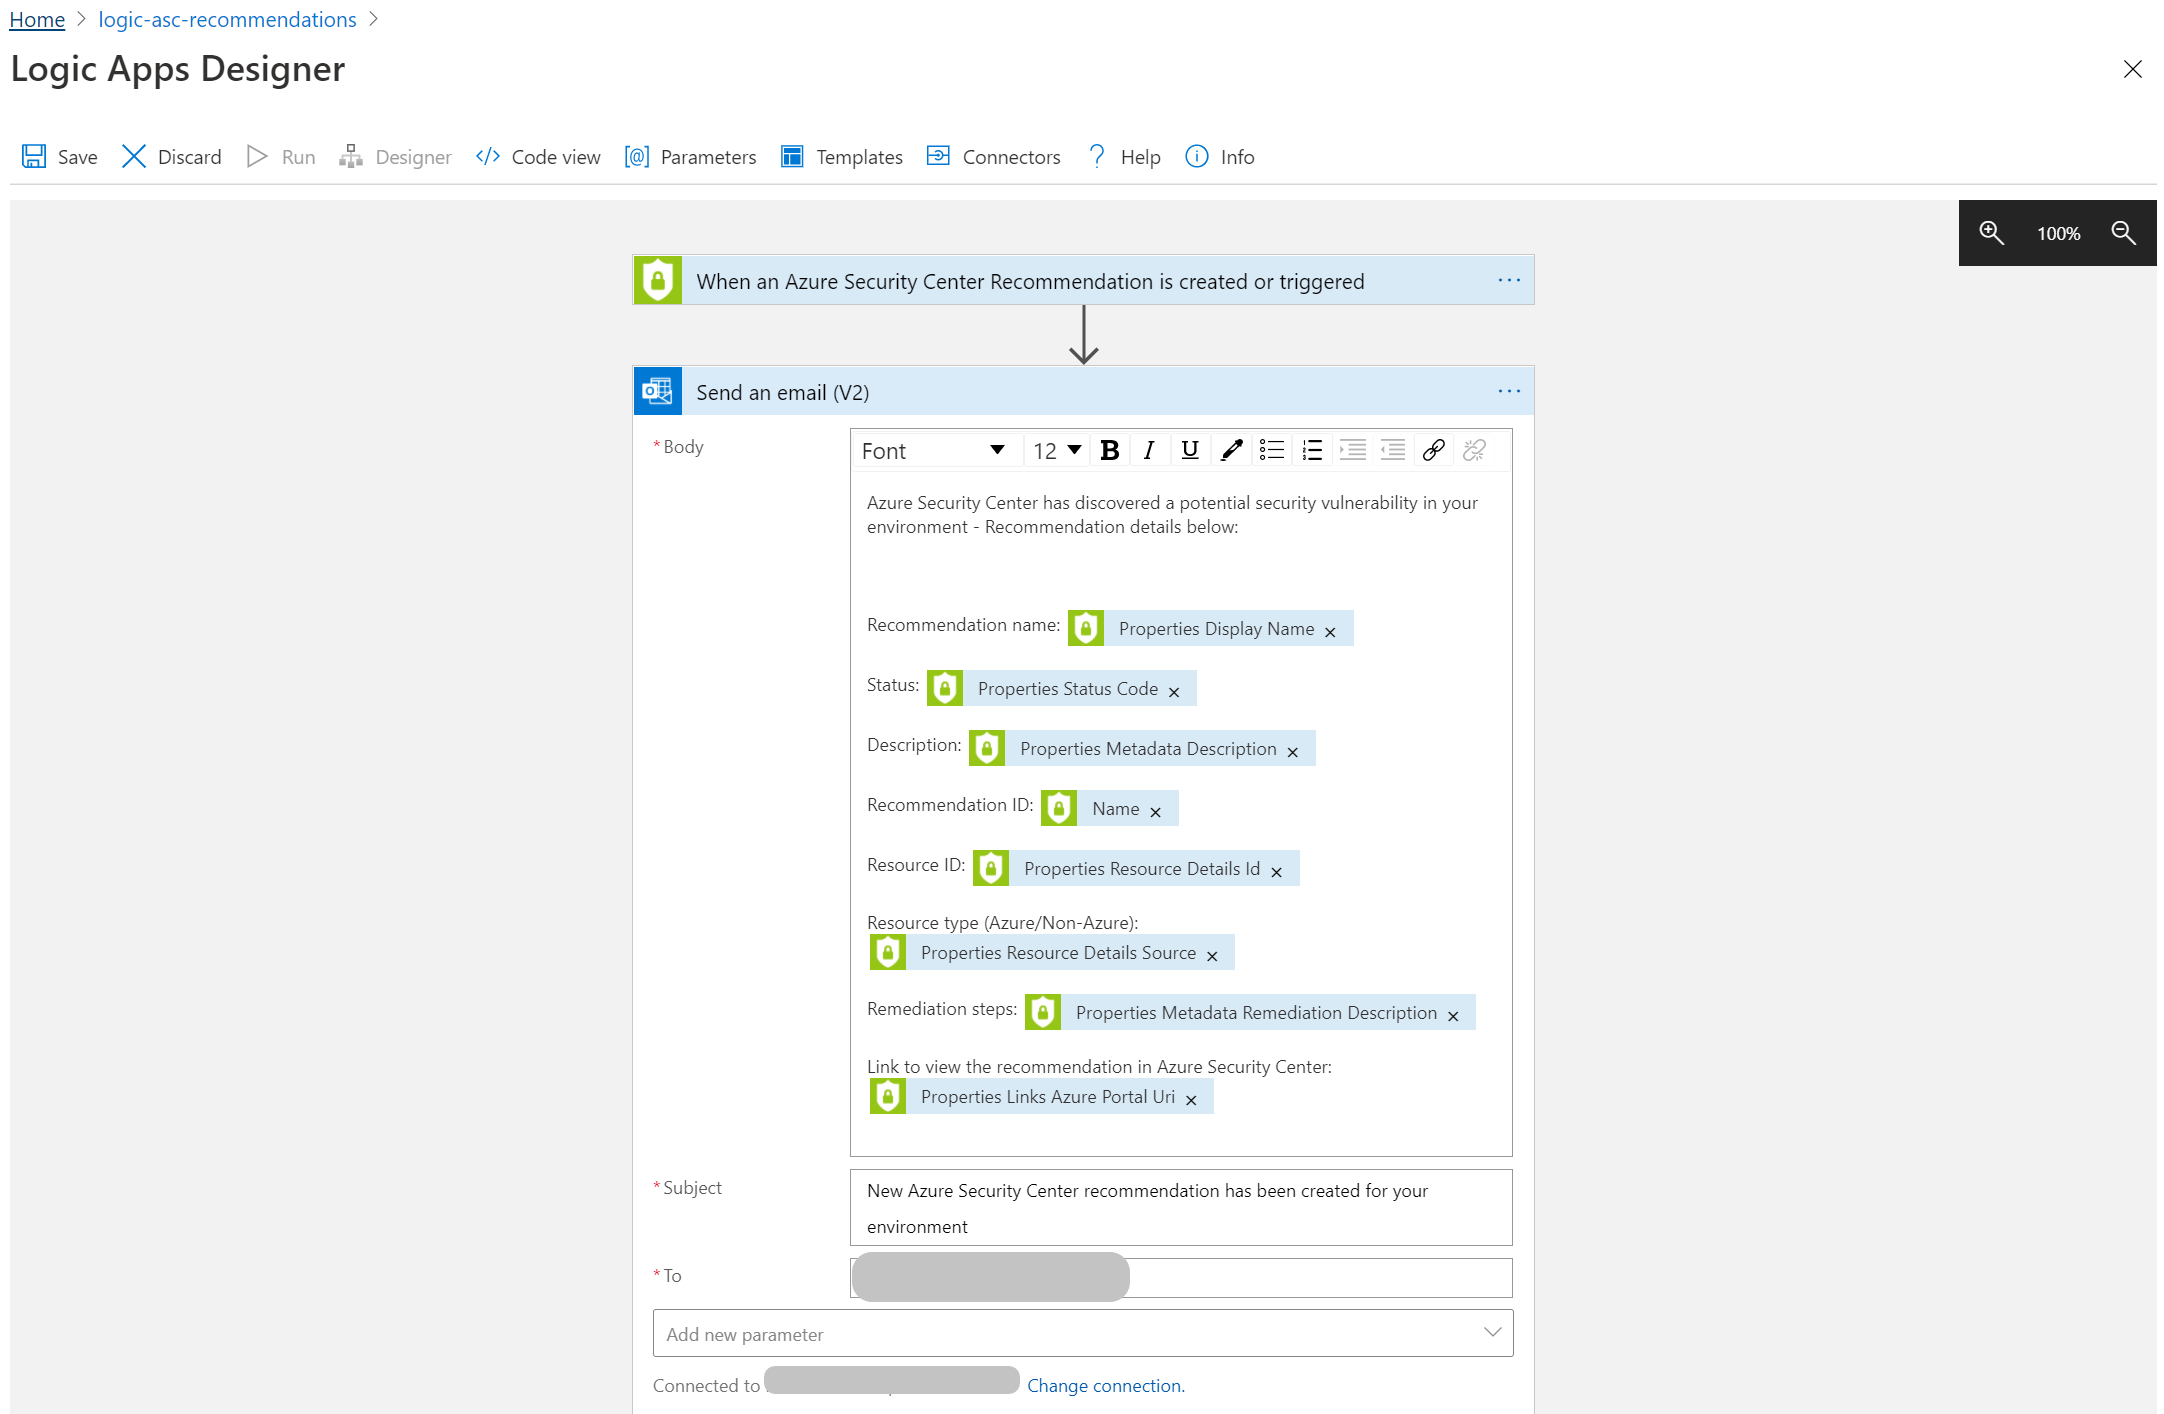 Home > logic-asc-recommendations >
Logic Apps Designer
Save Discard Run Designer Code view Parameters Templates Connectors Help Info
100%
When an Azure Security Center Recommendation is created or triggered
Send an email (V2)
* Body
Font 12 B I U
Azure Security Center has discovered a potential security vulnerability in your
environment - Recommendation details below:
Recommendation name: Properties Display Name ×
Status: Properties Status Code ×
Description: Properties Metadata Description ×
Recommendation ID: Name ×
Resource ID: Properties Resource Details Id ×
Resource type (Azure/Non-Azure):
Properties Resource Details Source ×
Remediation steps: Properties Metadata Remediation Description ×
Link to view the recommendation in Azure Security Center:
Properties Links Azure Portal Uri ×
* Subject
New Azure Security Center recommendation has been created for your
environment
* To
Add new parameter
Connected to Change connection.